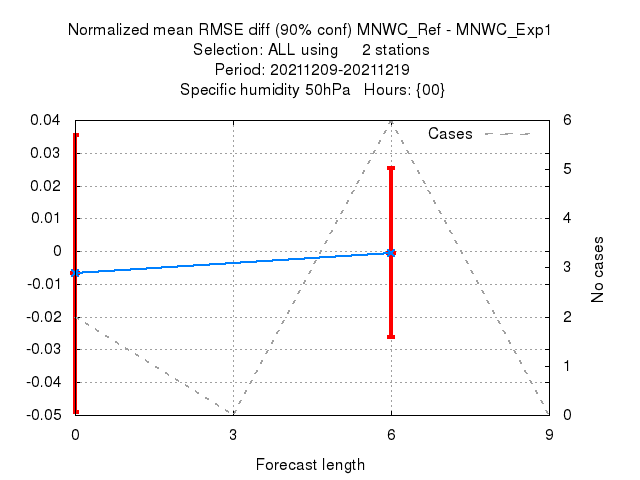 Normalized mean RMSE diff (90% conf) MNWC_Ref - MNWC_Exp1
Selection: ALL using 2 stations
Period: 20211209-20211219
Specific humidity 50hPa Hours: {00}
Cases
0.04
0.03
0.02
0.01
0
-0.01
-0.02
-0.03
-0.04
-0.05
6
5
4
3
2
1
0
No cases
0 3 6 9
Forecast length